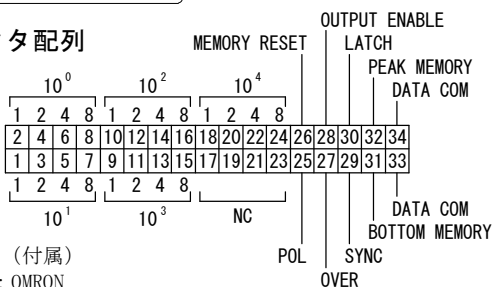 OUTPUT ENABLE
タ配列 MEMORY RESET LATCH
PEAK MEMORY
10⁰ 10² 10⁴ DATA COM
1 2 4 8 1 2 4 8 1 2 4 8
2 4 6 8 10 12 14 16 18 20 22 24 26 28 30 32 34
1 3 5 7 9 11 13 15 17 19 21 23 25 27 29 31 33
1 2 4 8 1 2 4 8
10¹ 10³ NC DATA COM
BOTTOM MEMORY
(付属) POL SYNC
: OMRON OVER